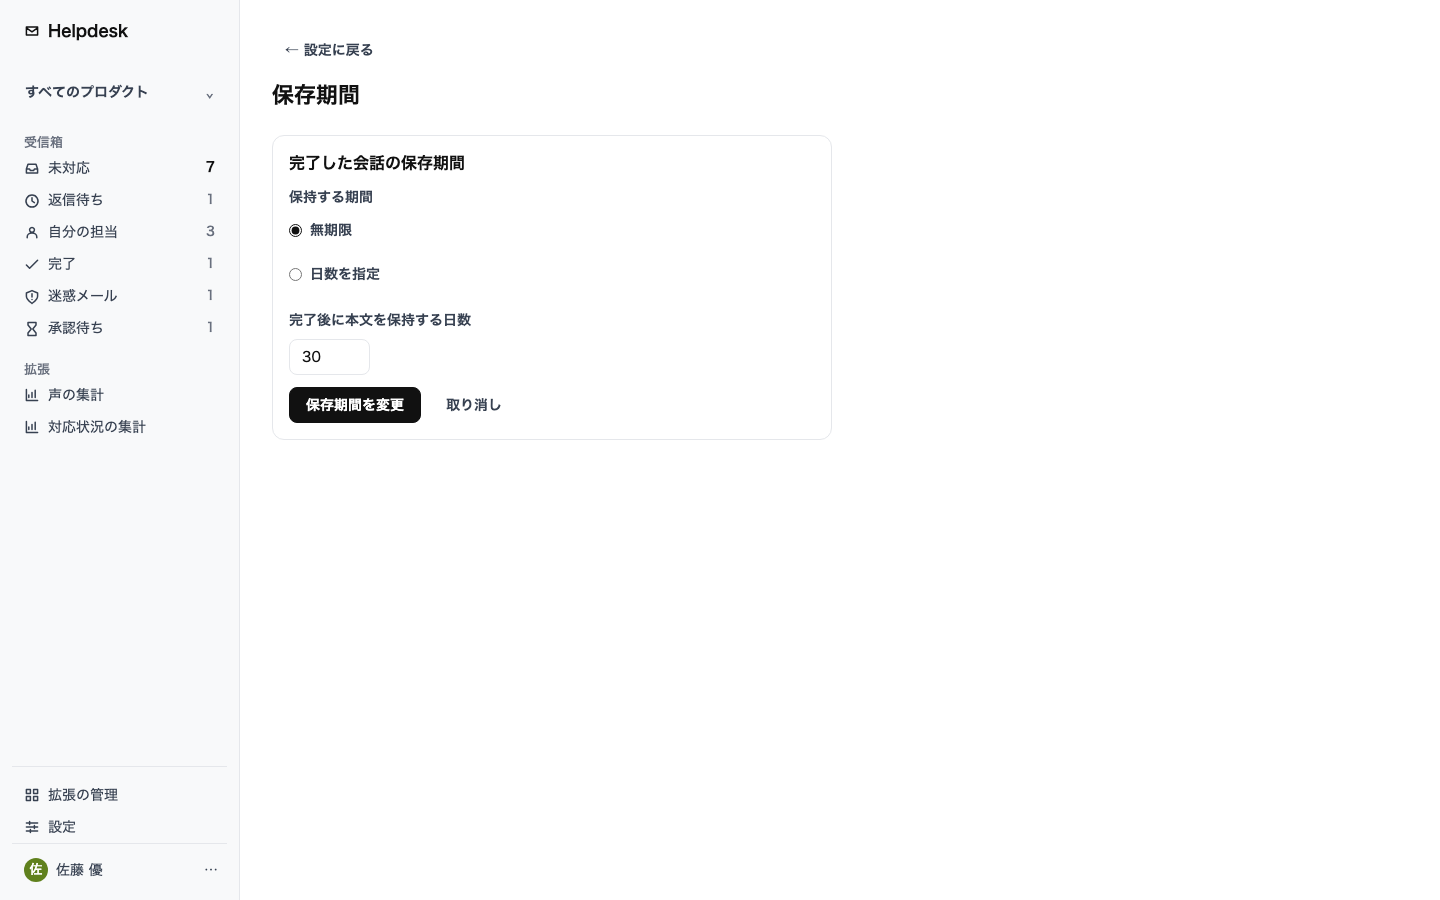 Helpdesk
すべてのプロダクト
受信箱
未対応 7
返信待ち 1
自分の担当 3
完了 1
迷惑メール 1
承認待ち 1
拡張
声の集計
対応状況の集計
拡張の管理
設定
佐 佐藤 優 …
← 設定に戻る
保存期間
完了した会話の保存期間
保持する期間
無期限
日数を指定
完了後に本文を保持する日数
30
保存期間を変更 取り消し